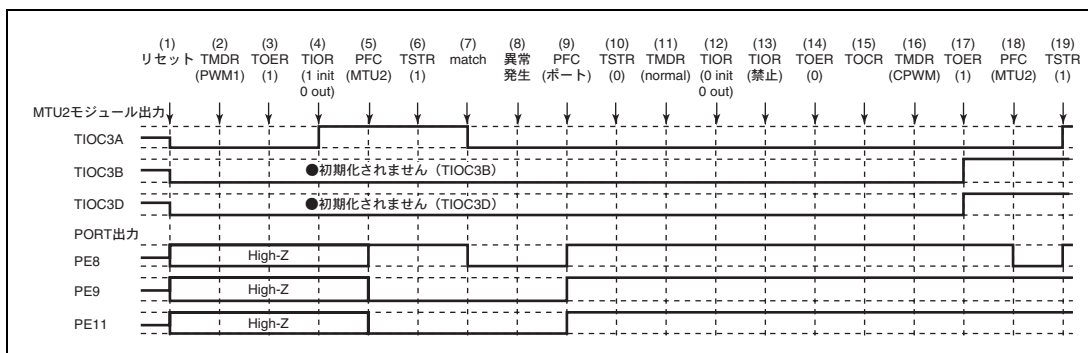 (1) (2) (3) (4) (5) (6) (7) (8) (9) (10) (11) (12) (13) (14) (15) (16) (17) (18) (19)
リセット TMDR TOER TIOR PFC TSTR match 異常 PFC TSTR TMDR TIOR TIOR TOER TOCR TMDR TOER PFC TSTR
(PWM1) (1) (1 init (MTU2) (1) 発生 (ポート) (0) (normal) (0 init (禁止) (0) (CPWM) (1) (MTU2) (1)
0 out) 0 out)
MTU2モジュール出力
TIOC3A
TIOC3B ●初期化されません（TIOC3B）
TIOC3D ●初期化されません（TIOC3D）
PORT出力
PE8 High-Z
PE9 High-Z
PE11 High-Z